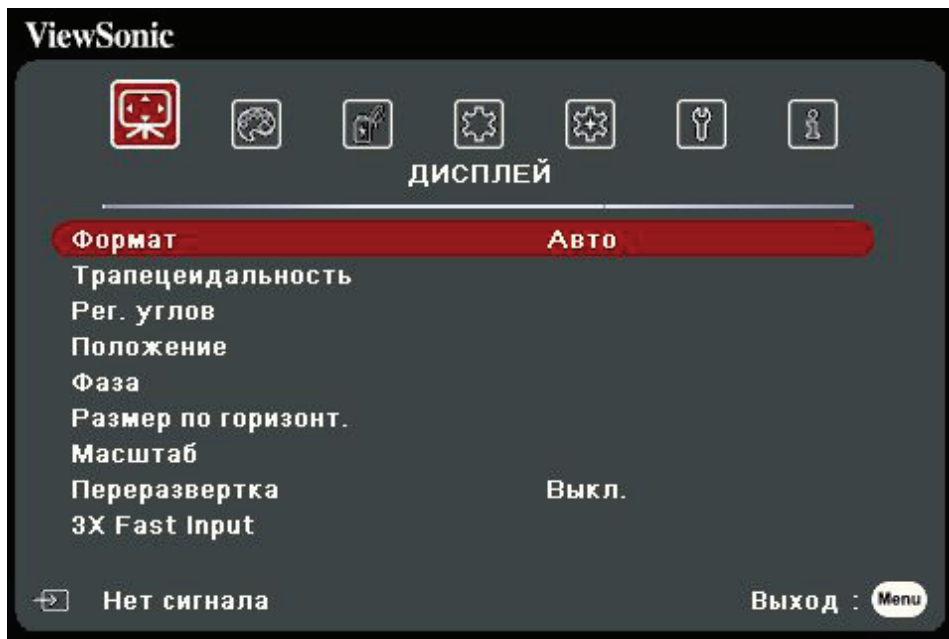 ViewSonic
ДИСПЛЕЙ
Формат Авто
Трапецеидальность
Рег. углов
Положение
Фаза
Размер по горизонт.
Масштаб
Переразвертка Выкл.
3X Fast Input
Нет сигнала Выход : Menu